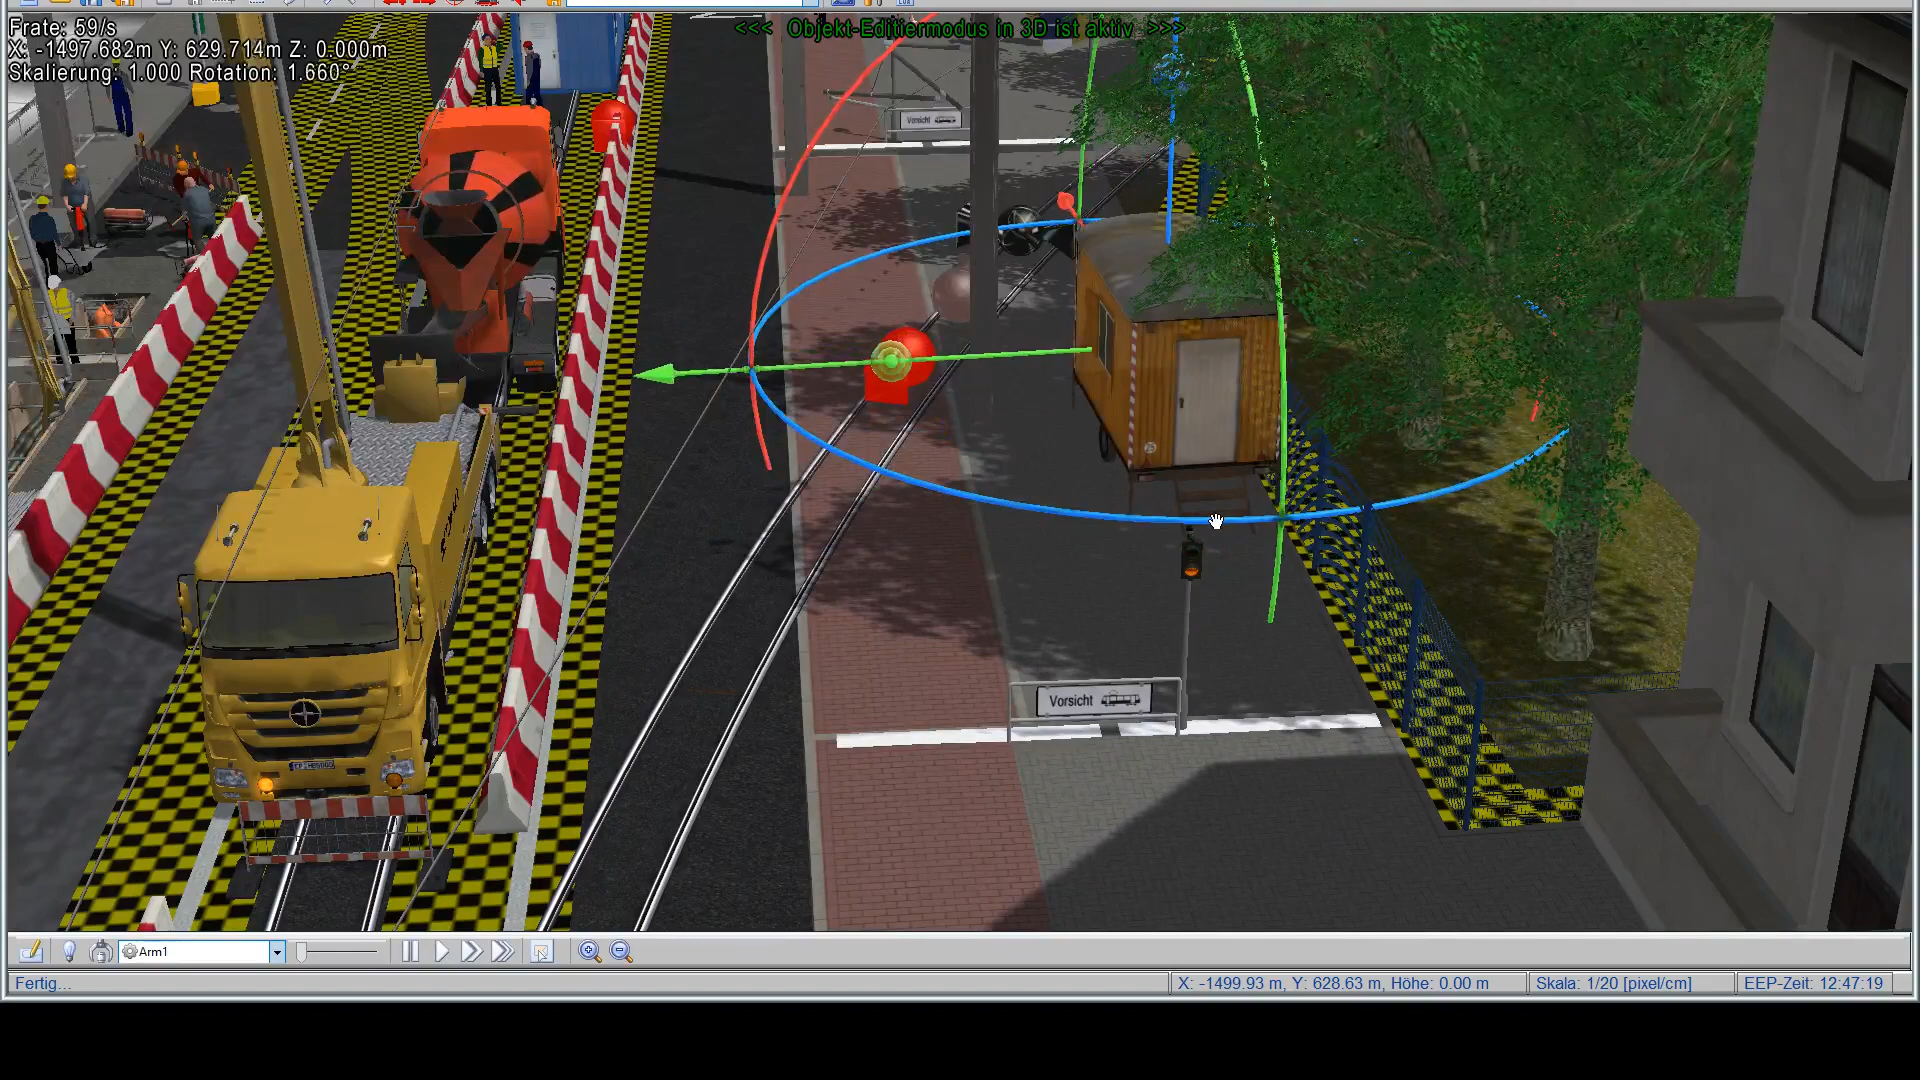 Frate: 59/s
<<< Objekt-Editiermodus in 3D ist aktiv >>>
X: -1497.682m Y: 629.714m Z: 0.000m
Skalierung: 1.000 Rotation: 1.660°
Vorsicht
Vorsicht
Arm1
Fertig...
X: -1499.93 m, Y: 628.63 m, Höhe: 0.00 m
Skala: 1/20 [pixel/cm]
EEP-Zeit: 12:47:19